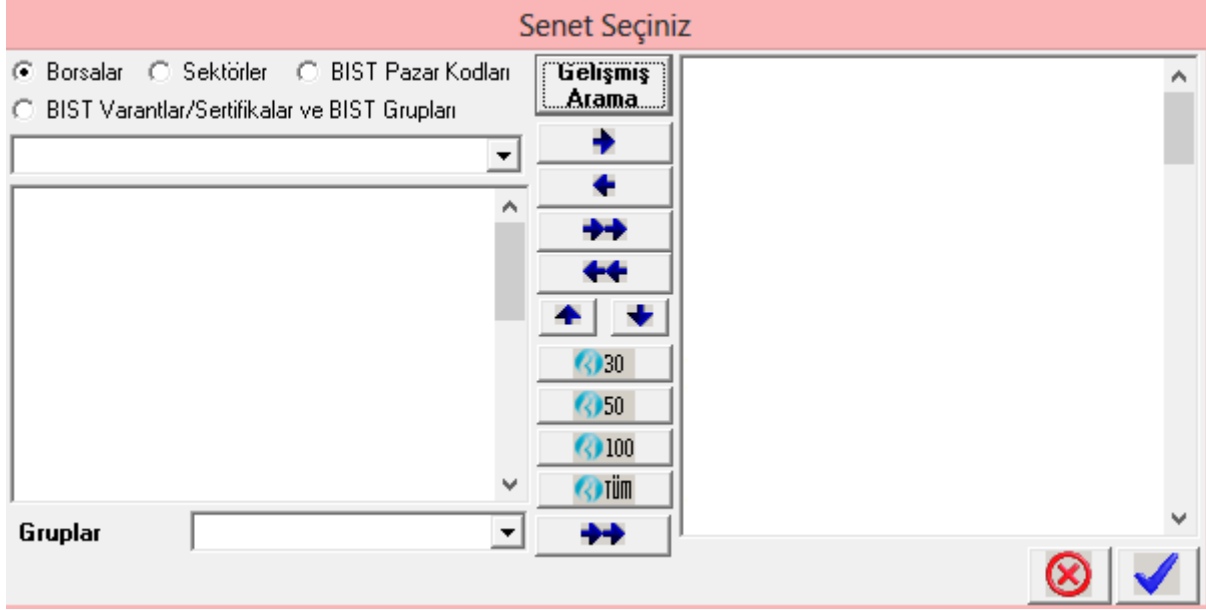 Senet Seçiniz
Borsalar Sektörler BIST Pazar Kodları
BIST Varantlar/Sertifikalar ve BIST Grupları
Gelişmiş
Arama
30
50
100
TÜM
Gruplar